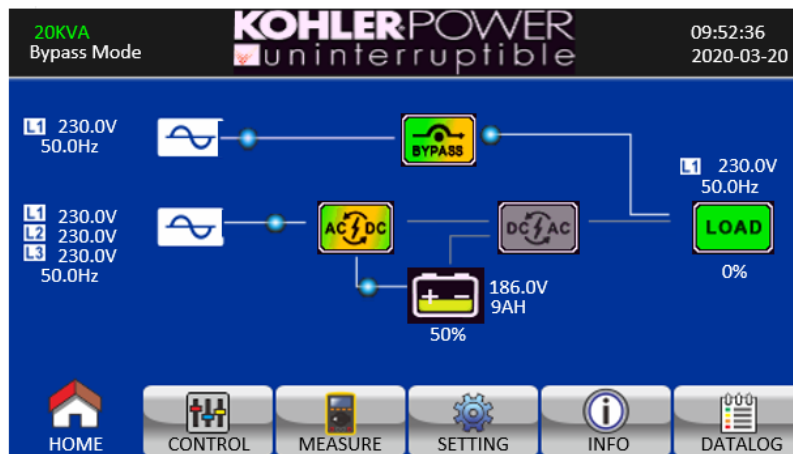 20KVA
Bypass Mode
KOHLER POWER
uninterruptible
09:52:36
2020-03-20
L1 230.0V
50.0Hz
BYPASS
L1 230.0V
50.0Hz
L1 230.0V
L2 230.0V
L3 230.0V
50.0Hz
AC DC
DC AC
LOAD
0%
186.0V
9AH
50%
HOME
CONTROL
MEASURE
SETTING
INFO
DATALOG